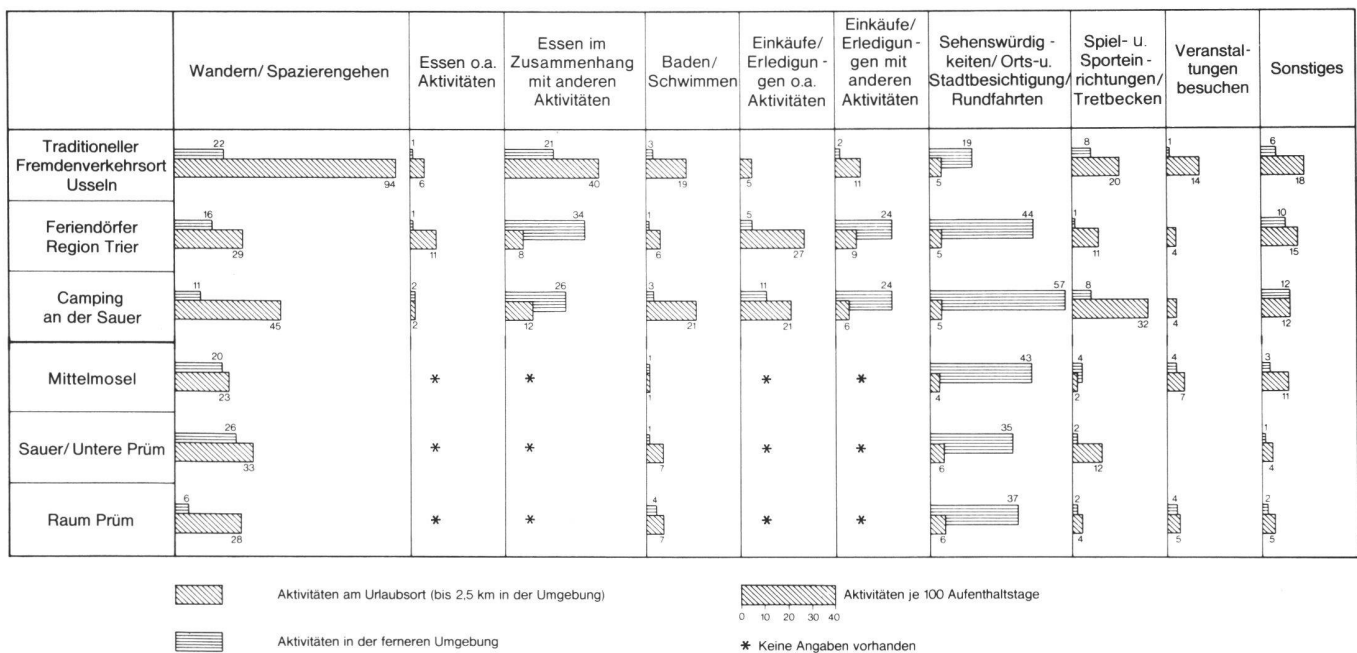 Wandern/Spazierengehen
Essen o.a.
Aktivitäten
Essen im
Zusammenhang
mit anderen
Aktivitäten
Baden/
Schwimmen
Einkäufe/
Erledigun-
gen o.a.
Aktivitäten
Einkäufe/
Erledigun-
gen mit
anderen
Aktivitäten
Sehenswürdig-
keiten/Orts-u.
Stadtbesichtigung/
Rundfahrten
Spiel- u.
Sportein-
richtungen/
Tretbecken
Veranstal-
tungen
besuchen
Sonstiges
Traditioneller
Fremdenverkehrsort
Usseln
22 1 21 3 2 19 8 1 6
94 6 40 19 5 11 5 20 14 18
Feriendörfer
Region Trier
16 1 34 1 5 24 44 1 10
29 11 8 6 27 9 5 11 4 15
Camping
an der Sauer
11 2 26 3 11 24 57 8 12
45 2 12 21 21 6 5 32 4 12
Mittelmosel
20 * * 1 * * 43 4 4 3
23 1 4 2 7 11
Sauer/Untere Prüm
26 * * 1 * * 35 2 1
33 7 6 12 4
Raum Prüm
6 * * 4 * * 37 2 4 2
28 7 6 4 5 5
Aktivitäten am Urlaubsort (bis 2,5 km in der Umgebung)
Aktivitäten in der ferneren Umgebung
Aktivitäten je 100 Aufenthaltstage
0 10 20 30 40
* Keine Angaben vorhanden